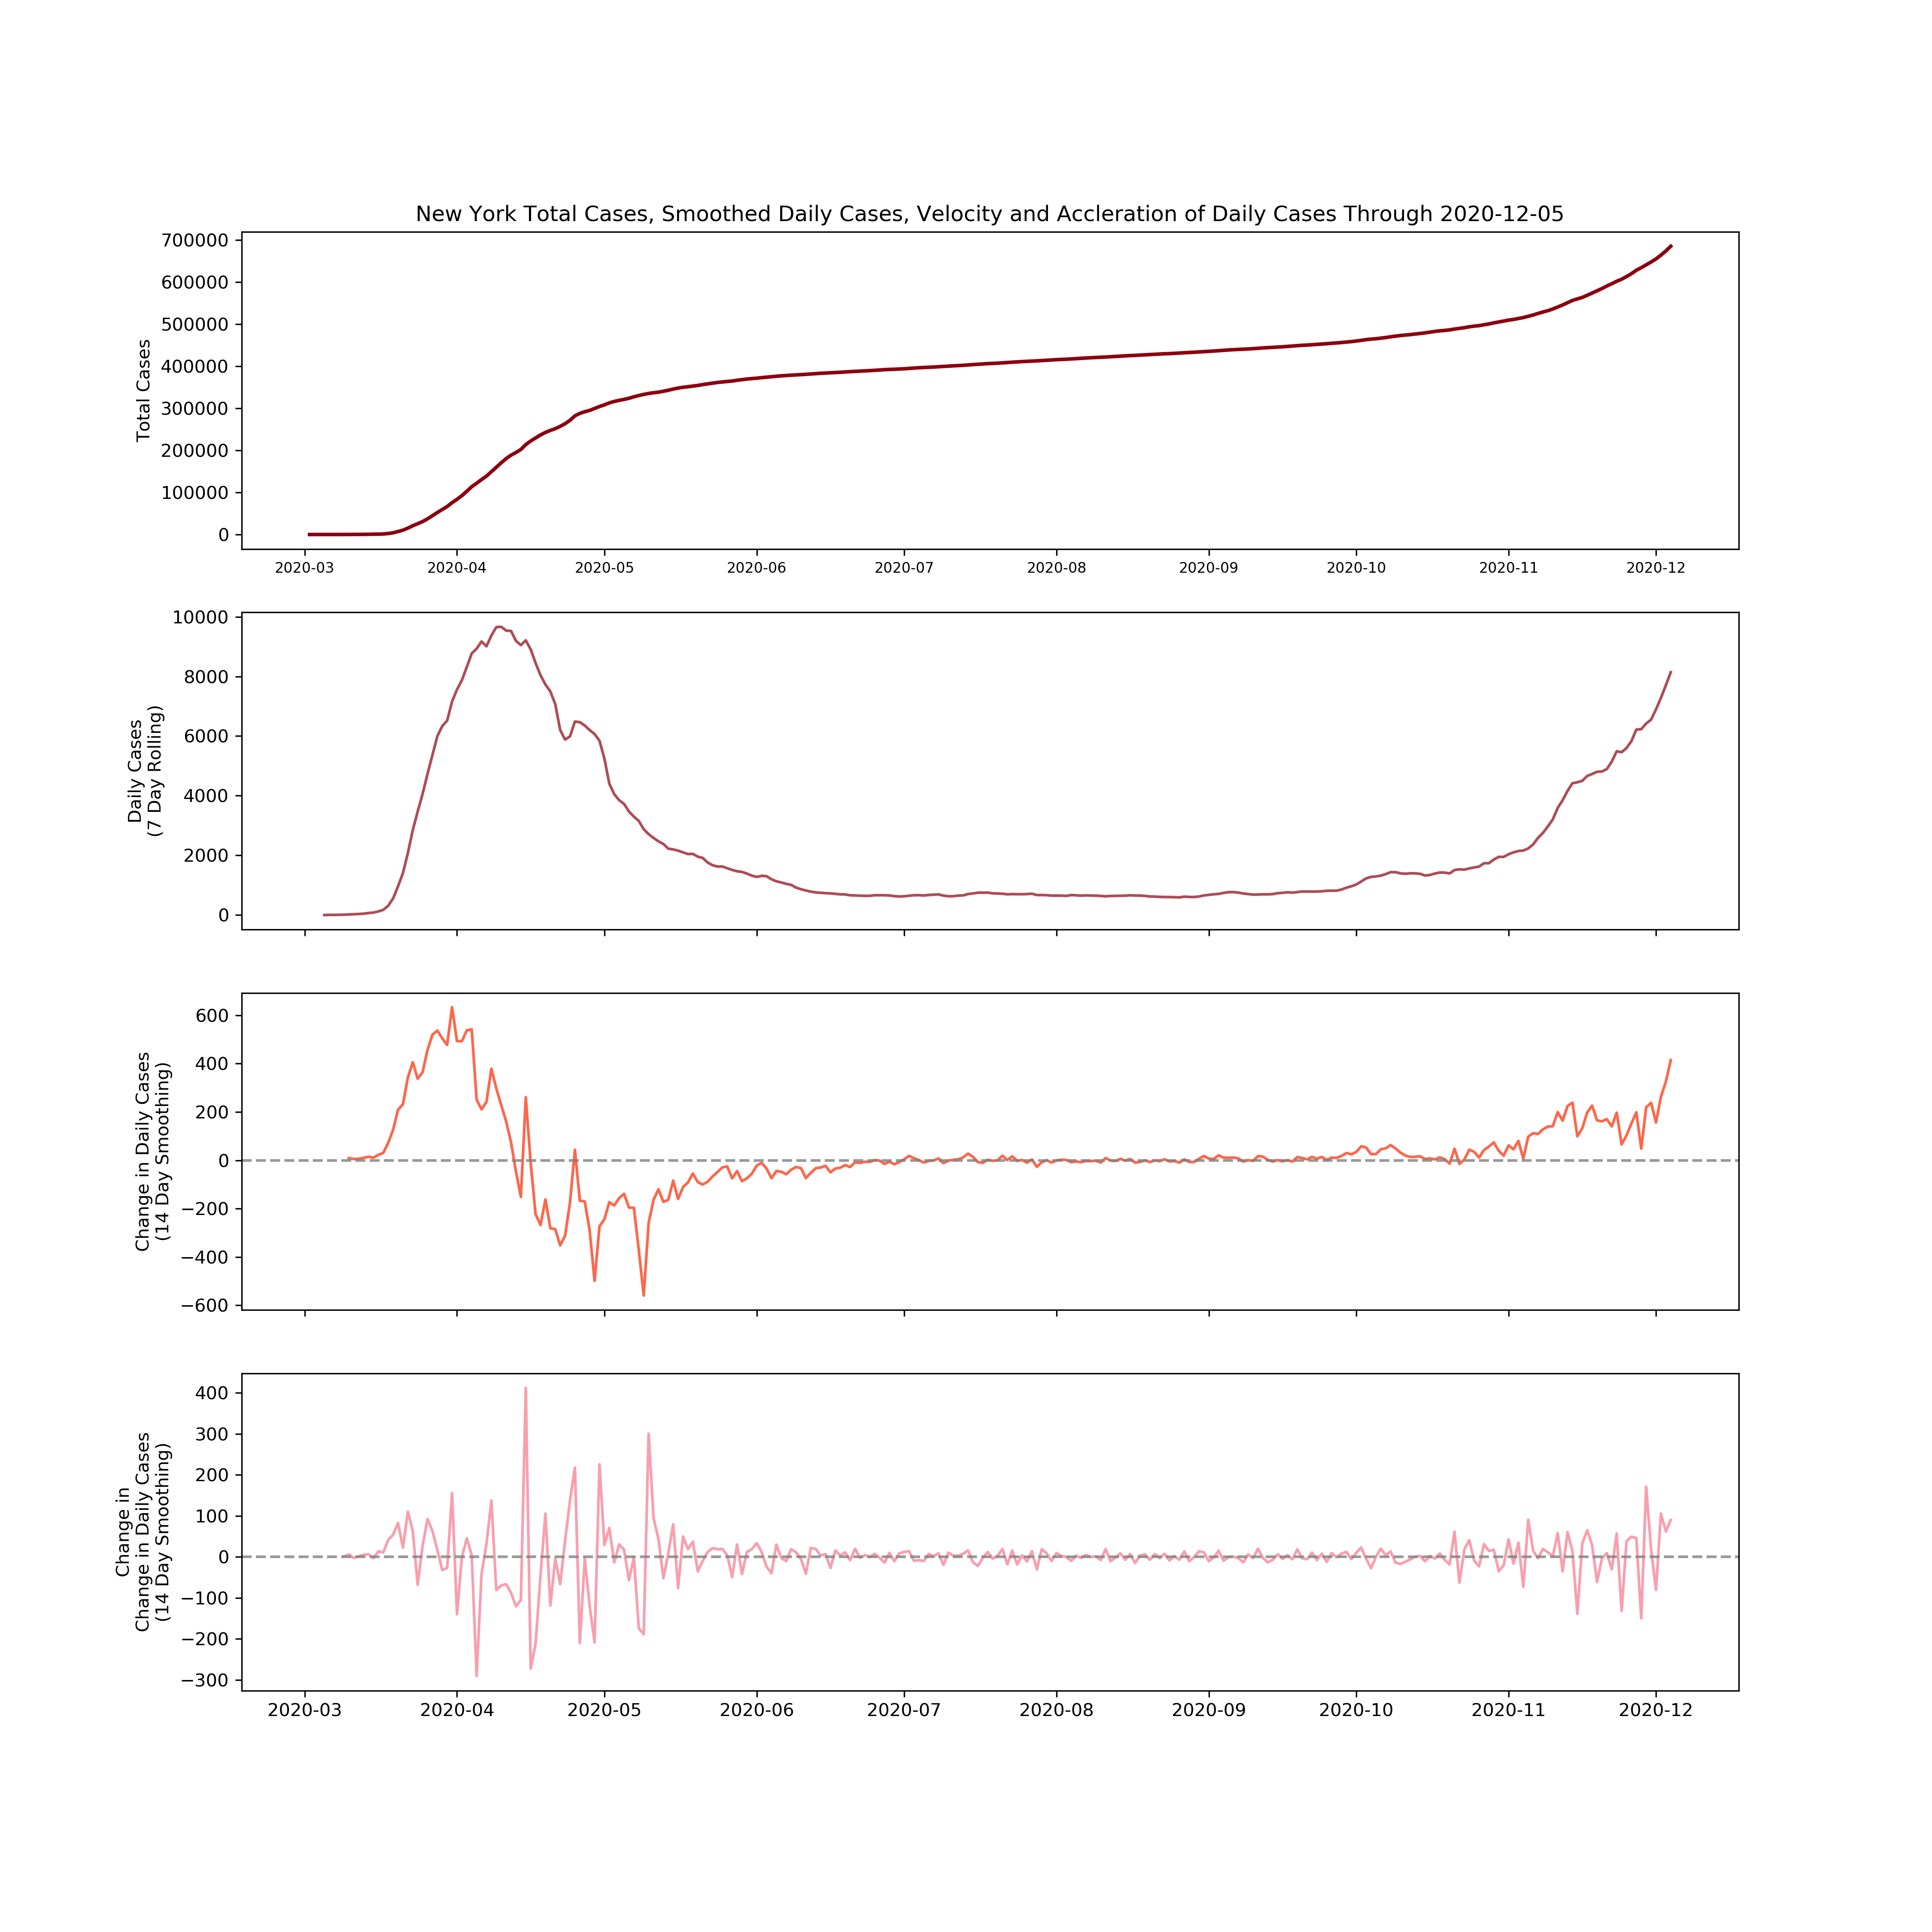 New York Total Cases, Smoothed Daily Cases, Velocity and Accleration of Daily Cases Through 2020-12-05
Total Cases
700000
600000
500000
400000
300000
200000
100000
0
2020-03 2020-04 2020-05 2020-06 2020-07 2020-08 2020-09 2020-10 2020-11 2020-12
Daily Cases
(7 Day Rolling)
10000
8000
6000
4000
2000
0
Change in Daily Cases
(14 Day Smoothing)
600
400
200
0
−200
−400
−600
Change in
Change in Daily Cases
(14 Day Smoothing)
400
300
200
100
0
−100
−200
−300
2020-03 2020-04 2020-05 2020-06 2020-07 2020-08 2020-09 2020-10 2020-11 2020-12